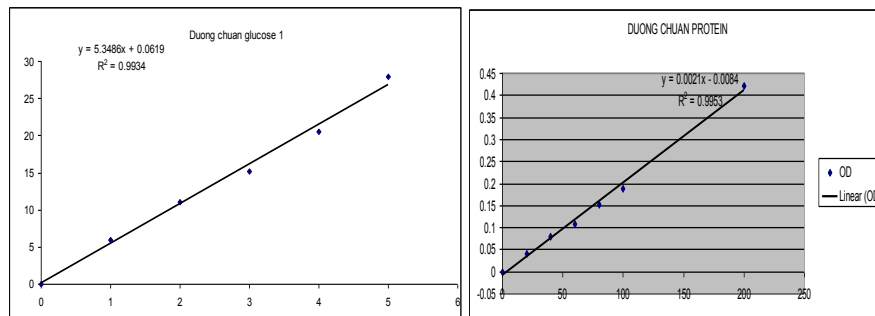 Duong chuan glucose 1
y = 5.3486x + 0.0619
R² = 0.9934
30
25
20
15
10
5
0
0 1 2 3 4 5 6
DUONG CHUAN PROTEIN
y = 0.0021x - 0.0084
R² = 0.9953
0.45
0.4
0.35
0.3
0.25
0.2
0.15
0.1
0.05
0
-0.05
0 50 100 150 200 250
OD
Linear (OD